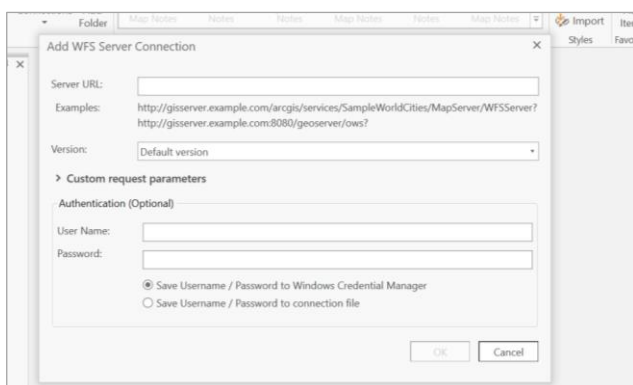 Folder
Map Notes Notes Notes Map Notes Notes Map Notes
Import
Styles
Add WFS Server Connection
Server URL:
Examples: http://gisserver.example.com/arcgis/services/SampleWorldCities/MapServer/WFSServer?
http://gisserver.example.com:8080/geoserver/ows?
Version: Default version
Custom request parameters
Authentication (Optional)
User Name:
Password:
Save Username / Password to Windows Credential Manager
Save Username / Password to connection file
OK Cancel